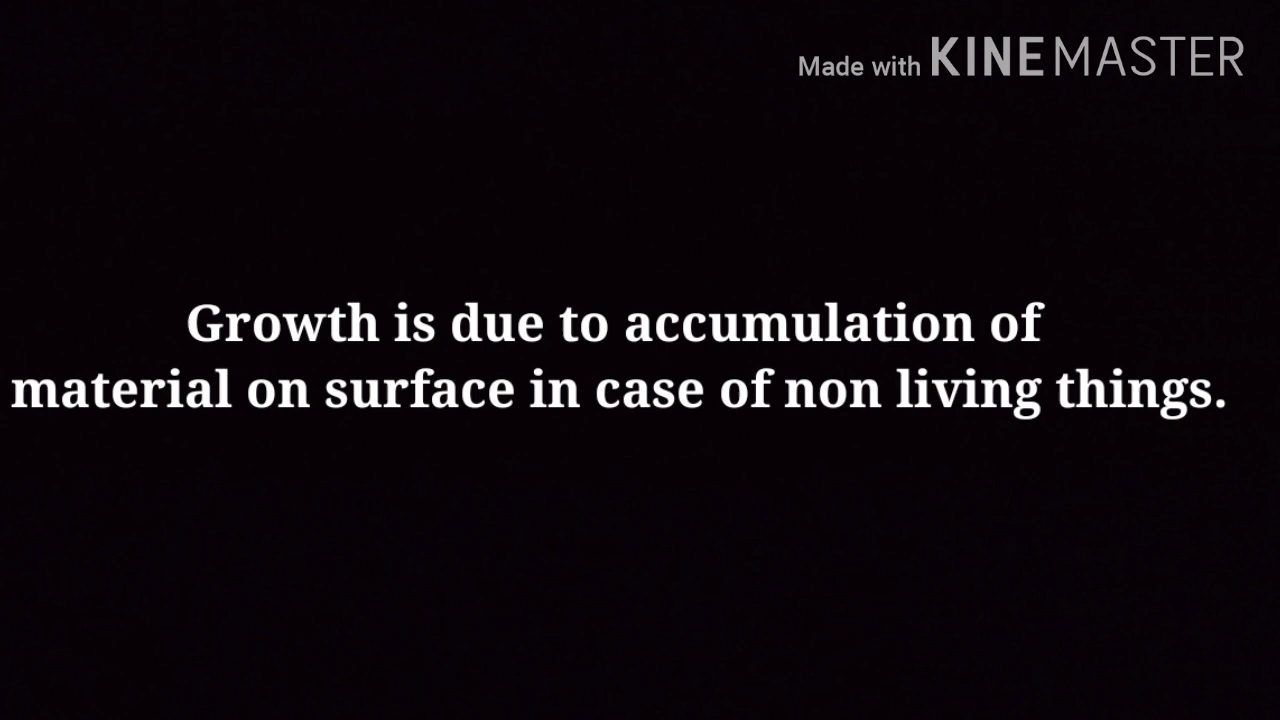 Made with KINEMASTER
Growth is due to accumulation of
material on surface in case of non living things.